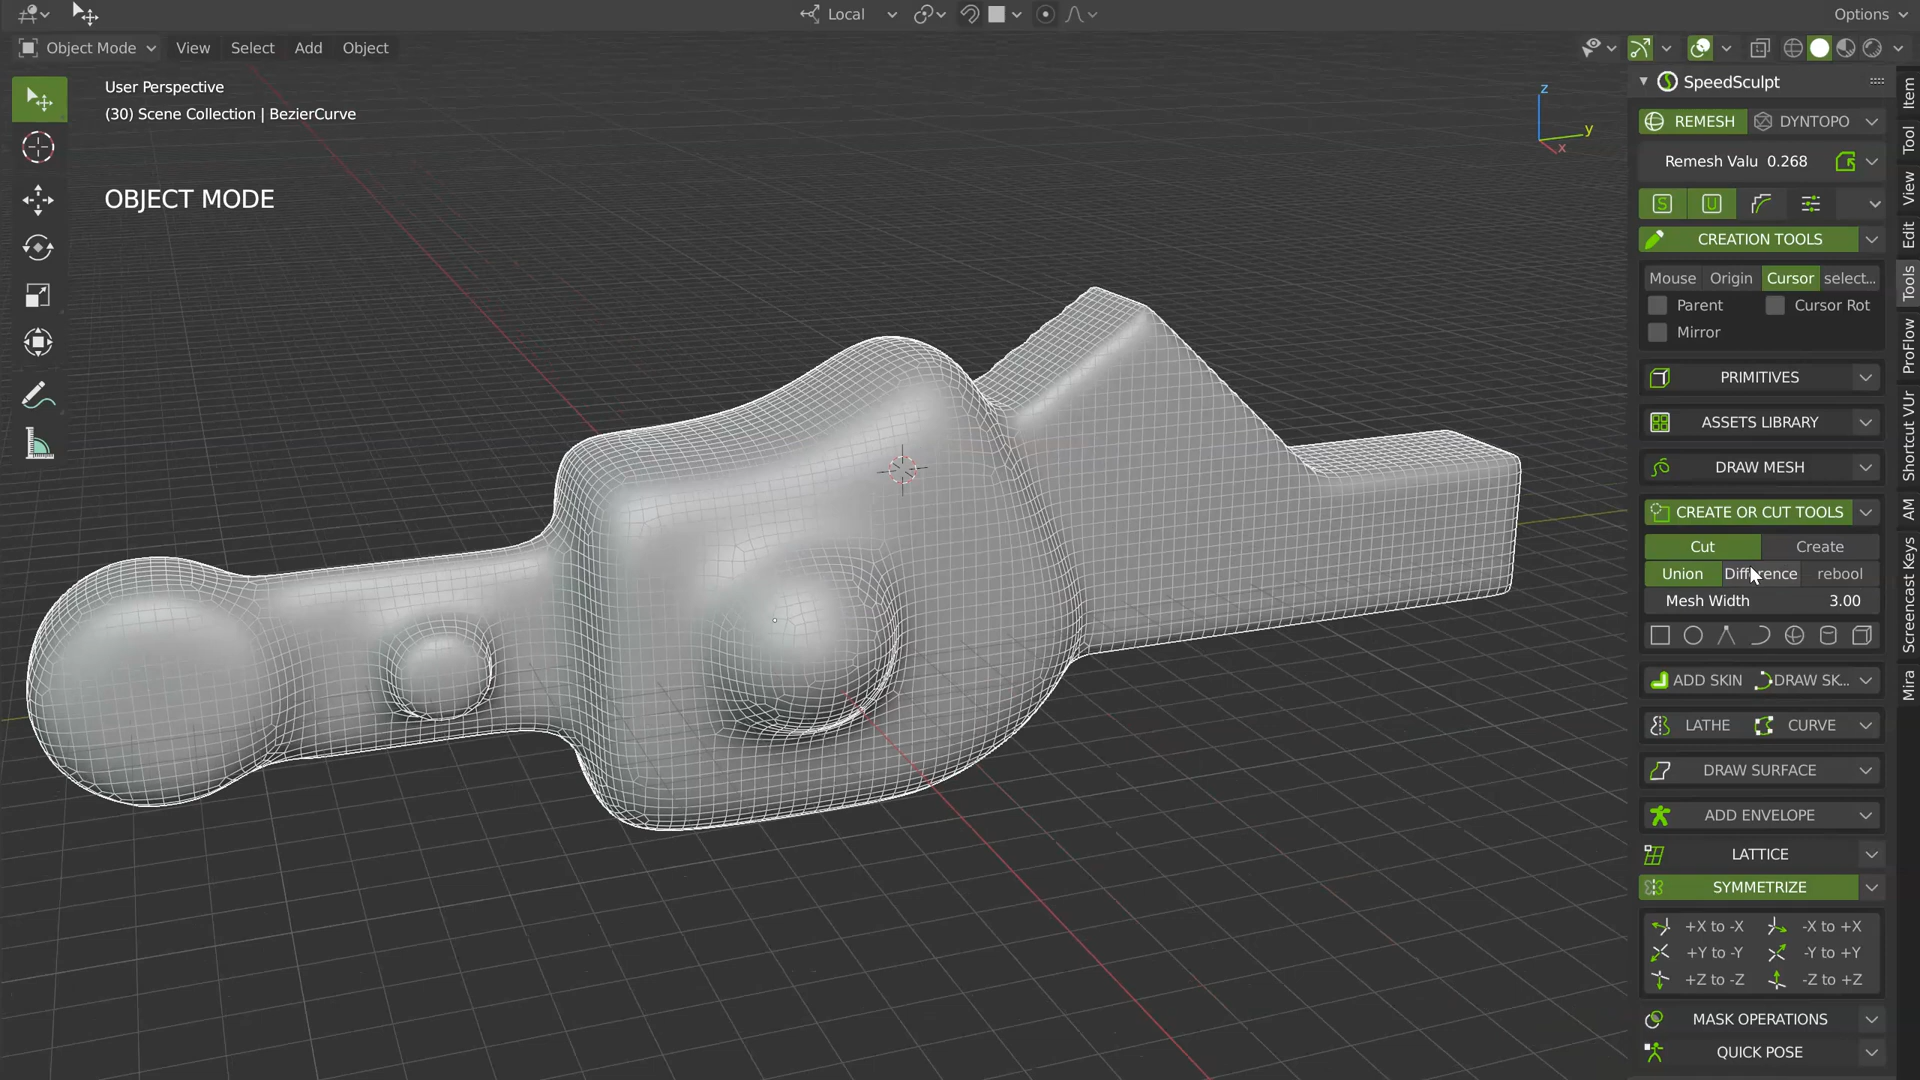 Local
Options
Object Mode
View
Select
Add
Object
User Perspective
(30) Scene Collection | BezierCurve
OBJECT MODE
z
y
x
SpeedSculpt
REMESH
DYNTOPO
Remesh Valu 0.268
S
U
CREATION TOOLS
Mouse
Origin
Cursor
select...
Parent
Cursor Rot
Mirror
PRIMITIVES
ASSETS LIBRARY
DRAW MESH
CREATE OR CUT TOOLS
Cut
Create
Union
Difference
rebool
Mesh Width 3.00
ADD SKIN
DRAW SK...
LATHE
CURVE
DRAW SURFACE
ADD ENVELOPE
LATTICE
SYMMETRIZE
+X to -X
-X to +X
+Y to -Y
-Y to +Y
+Z to -Z
-Z to +Z
MASK OPERATIONS
QUICK POSE
Item
Tool
View
Edit
Tools
ProFlow
Shortcut VUr
AM
Screencast Keys
Mira